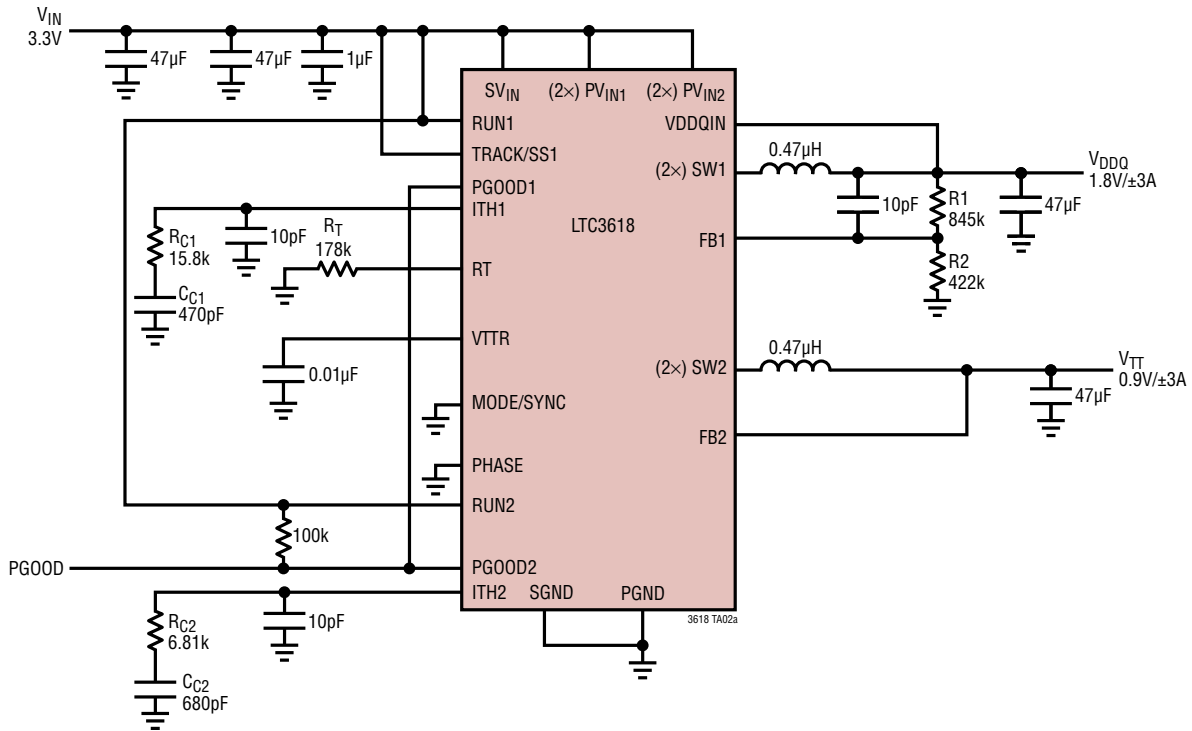 VIN
3.3V
47µF
47µF
1µF
SVIN
(2×) PVIN1
(2×) PVIN2
RUN1
VDDQIN
TRACK/SS1
0.47µH
(2×) SW1
VDDQ
1.8V/±3A
PGOOD1
ITH1
10pF
R1
845k
47µF
RC1
15.8k
10pF
RT
178k
LTC3618
FB1
RT
R2
422k
CC1
470pF
VTTR
0.47µH
(2×) SW2
VTT
0.9V/±3A
0.01µF
47µF
MODE/SYNC
FB2
PHASE
RUN2
100k
PGOOD
PGOOD2
ITH2
SGND
PGND
3618 TA02a
RC2
6.81k
10pF
CC2
680pF